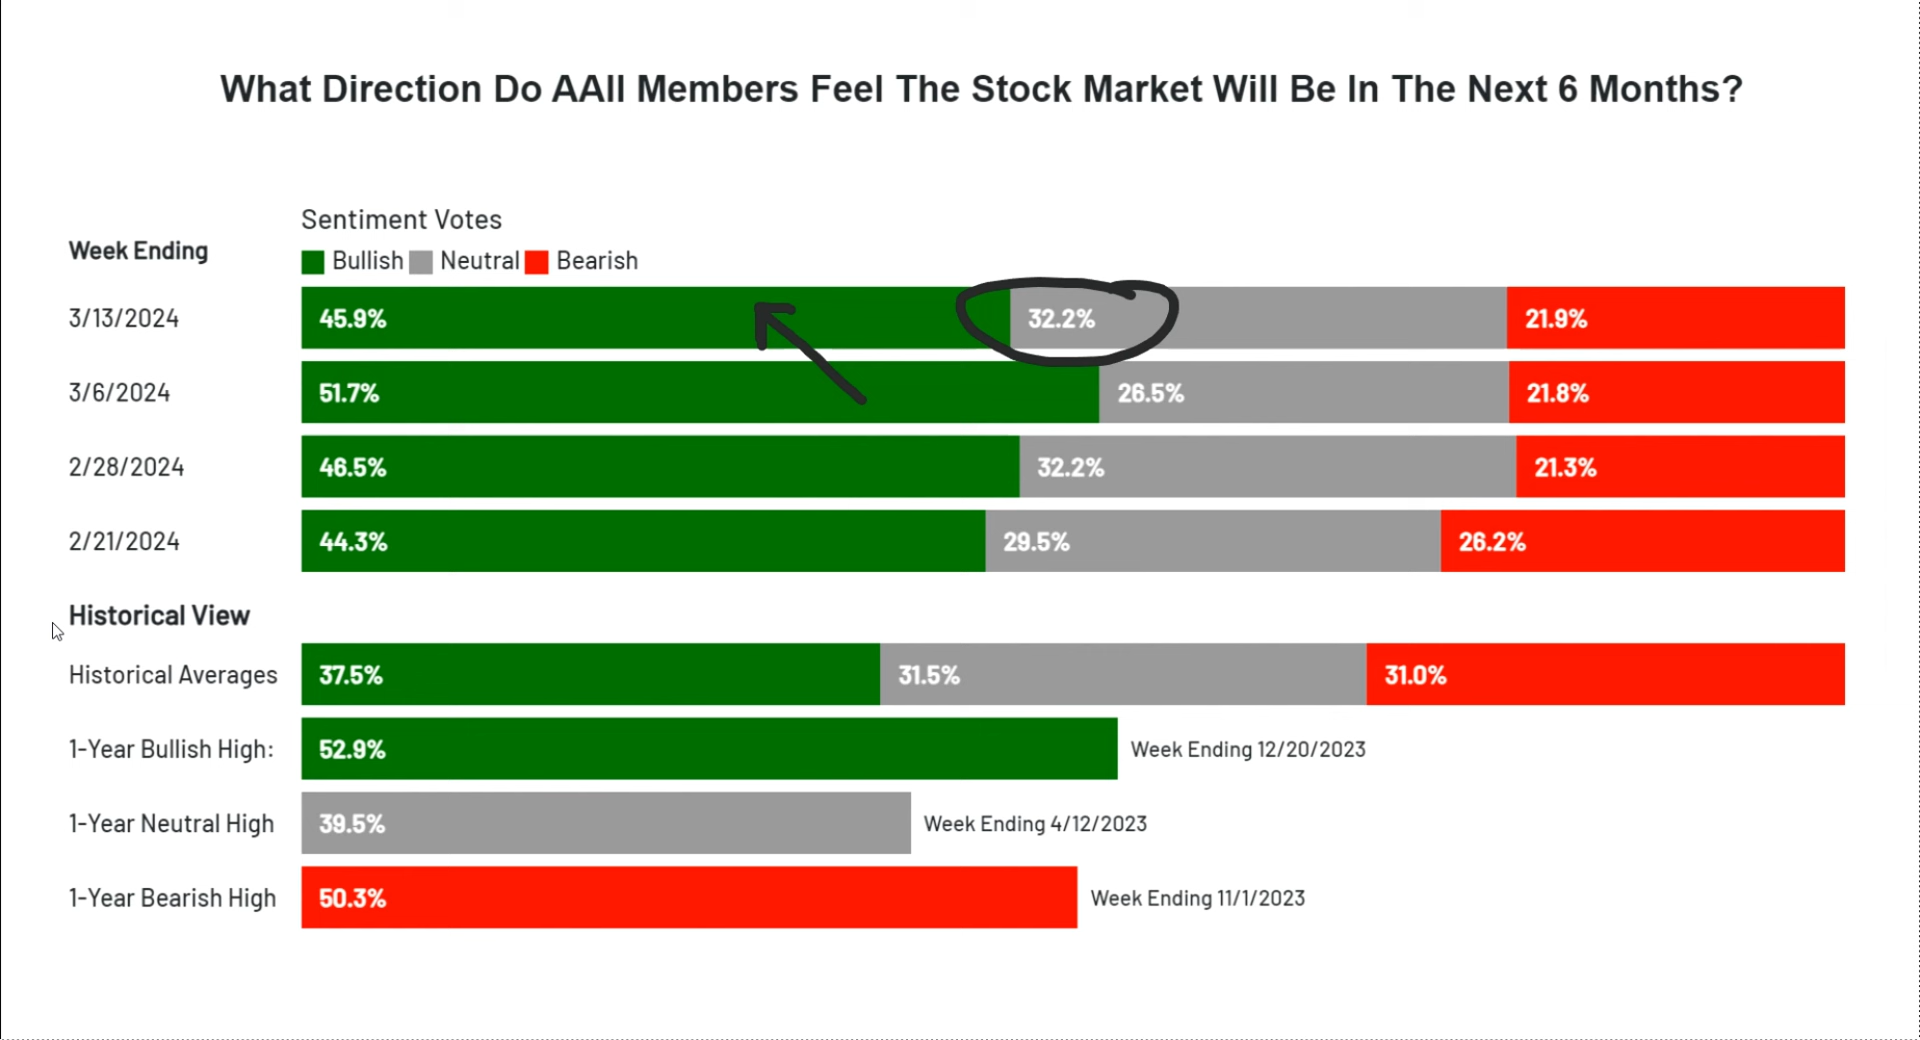 What Direction Do AAII Members Feel The Stock Market Will Be In The Next 6 Months?
Sentiment Votes
Week Ending
Bullish Neutral Bearish
3/13/2024 45.9% 32.2% 21.9%
3/6/2024 51.7% 26.5% 21.8%
2/28/2024 46.5% 32.2% 21.3%
2/21/2024 44.3% 29.5% 26.2%
Historical View
Historical Averages 37.5% 31.5% 31.0%
1-Year Bullish High: 52.9% Week Ending 12/20/2023
1-Year Neutral High 39.5% Week Ending 4/12/2023
1-Year Bearish High 50.3% Week Ending 11/1/2023